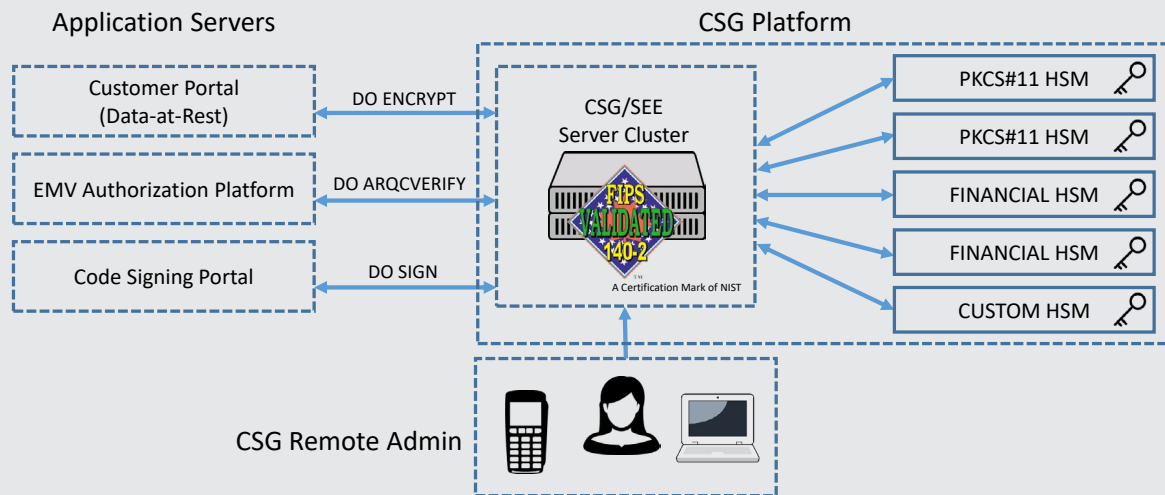 Application Servers
CSG Platform
Customer Portal
(Data-at-Rest)
DO ENCRYPT
EMV Authorization Platform
DO ARQCVERIFY
Code Signing Portal
DO SIGN
CSG/SEE
Server Cluster
FIPS
VALIDATED
140-2
TM
A Certification Mark of NIST
PKCS#11 HSM
PKCS#11 HSM
FINANCIAL HSM
FINANCIAL HSM
CUSTOM HSM
CSG Remote Admin